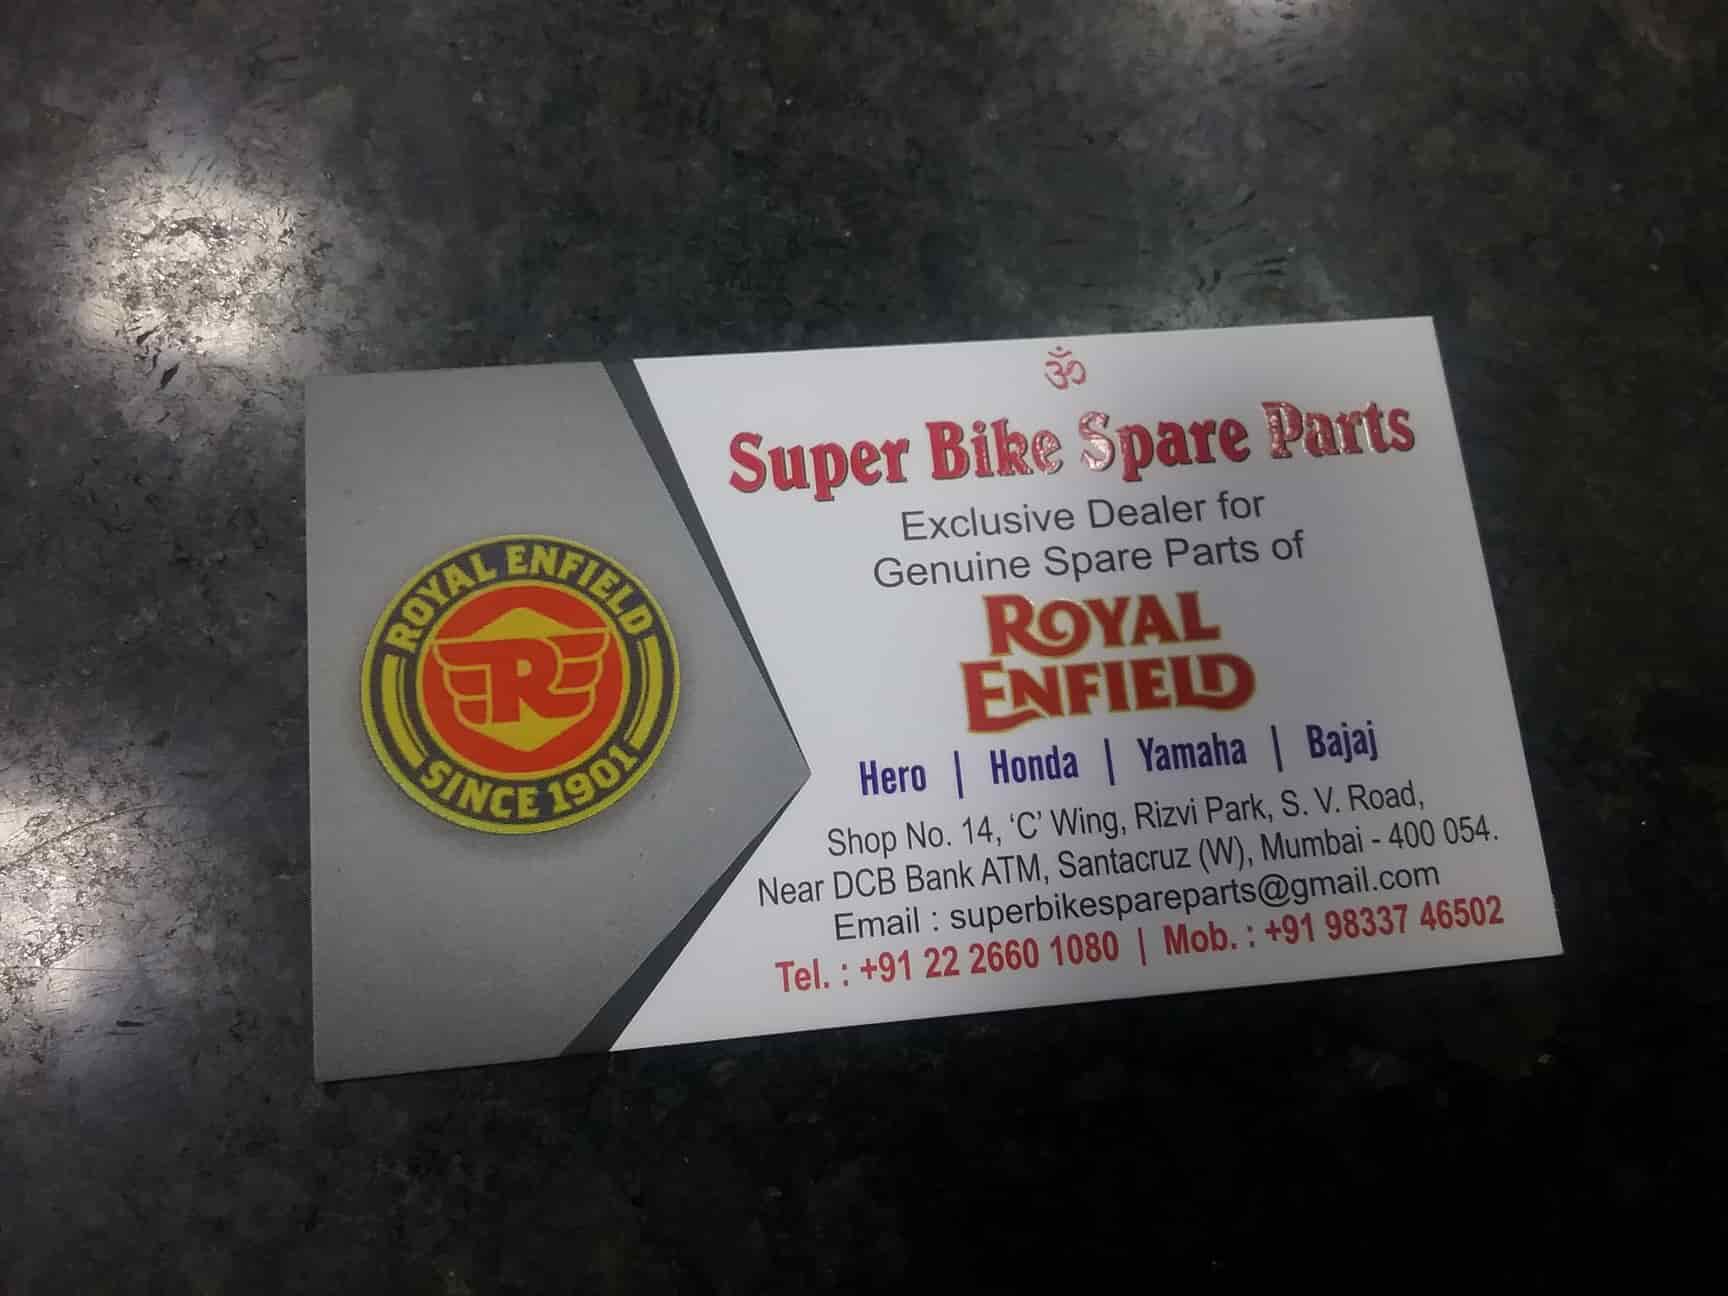 ROYAL ENFIELD
R
SINCE 1901
ॐ
Super Bike Spare Parts
Exclusive Dealer for
Genuine Spare Parts of
ROYAL
ENFIELD
Hero | Honda | Yamaha | Bajaj
Shop No. 14, ‘C’ Wing, Rizvi Park, S. V. Road,
Near DCB Bank ATM, Santacruz (W), Mumbai - 400 054.
Email : superbikespareparts@gmail.com
Tel. : +91 22 2660 1080 | Mob. : +91 98337 46502